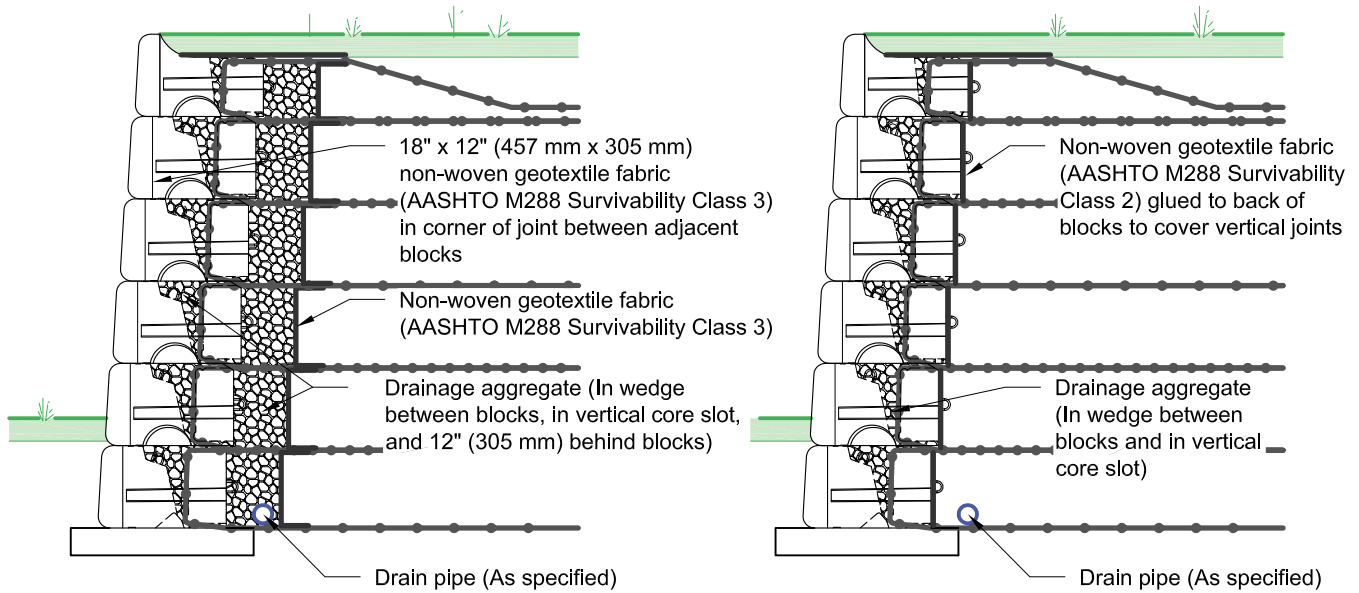 18" x 12" (457 mm x 305 mm)
non-woven geotextile fabric
(AASHTO M288 Survivability Class 3)
in corner of joint between adjacent
blocks
Non-woven geotextile fabric
(AASHTO M288 Survivability Class 3)
Drainage aggregate (In wedge
between blocks, in vertical core slot,
and 12" (305 mm) behind blocks)
Drain pipe (As specified)
Non-woven geotextile fabric
(AASHTO M288 Survivability
Class 2) glued to back of
blocks to cover vertical joints
Drainage aggregate
(In wedge between
blocks and in vertical
core slot)
Drain pipe (As specified)